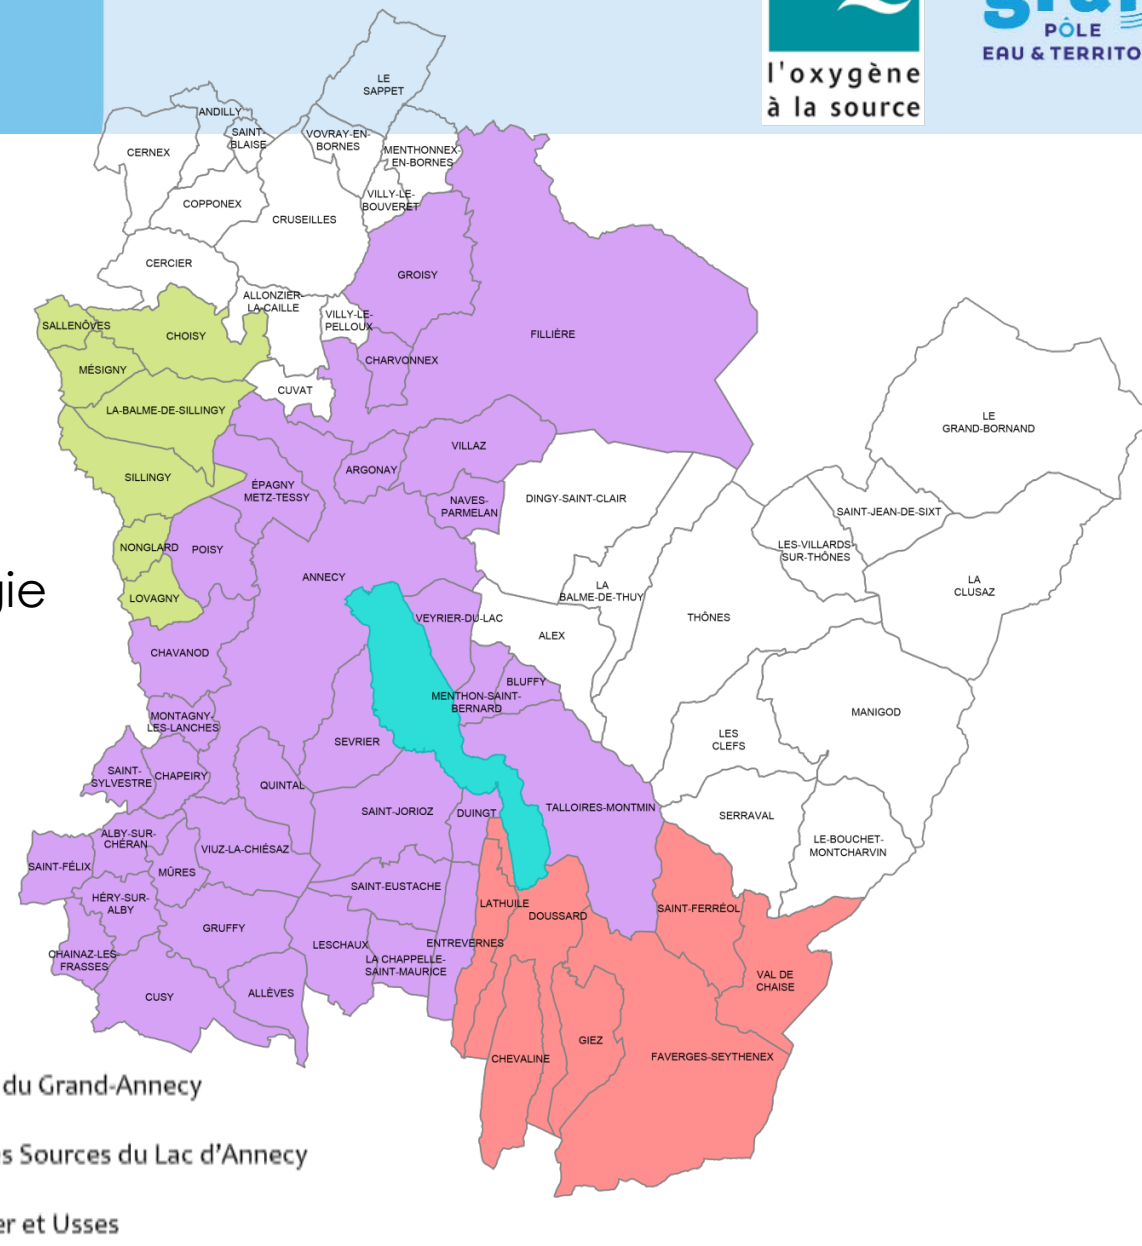 PÔLE
l'oxygène
à la source
LE
SAPPET
ANDILLY
SAINT-
BLAISE
VOVRAY-EN-
BORNES
CERNEX
MENTHONNEX-
EN-BORNES
COPPONEX
VILLY-LE-
BOUVERET
CRUSEILLES
CERCIER
GROISY
ALLONZIER-
LA-CAILLE
VILLY-LE-
PELLOUX
SALLENÔVES
CHOISY
FILLIÈRE
CHARVONNEX
MÉSIGNY
CUVAT
LA-BALME-DE-SILLINGY
LE
GRAND-BORNAND
VILLAZ
ARGONAY
SILLINGY
ÉPAGNY
METZ-TESSY
NAVES-
PARMELAN
DINGY-SAINT-CLAIR
SAINT-JEAN-DE-SIXT
NONGLARD
POISY
LES-VILLARDS-
SUR-THÔNES
ANNECY
LA
BALME-DE-THUY
LA
CLUSAZ
LOVAGNY
VEYRIER-DU-LAC
THÔNES
ALEX
CHAVANOD
BLUFFY
MENTHON-SAINT-
BERNARD
MANIGOD
MONTAGNY-
LES-LANCHES
SEVRIER
LES
CLEFS
SAINT-
SYLVESTRE
CHAPEIRY
QUINTAL
SAINT-JORIOZ
DUINGT
TALLOIRES-MONTMIN
SERRAVAL
ALBY-SUR-
CHÉRAN
VIUZ-LA-CHIÉSAZ
LE-BOUCHET-
MONTCHARVIN
SAINT-FÉLIX
MÛRES
SAINT-EUSTACHE
HÉRY-SUR-
ALBY
LATHUILE
DOUSSARD
SAINT-FERRÉOL
GRUFFY
LESCHAUX
ENTREVERNES
CHAINAZ-LES-
FRASSES
LA CHAPPELLE-
SAINT-MAURICE
VAL DE
CHAISE
CUSY
ALLÈVES
GIEZ
CHEVALINE
FAVERGES-SEYTHENEX
du Grand-Annecy
Sources du Lac d'Annecy
et Usses